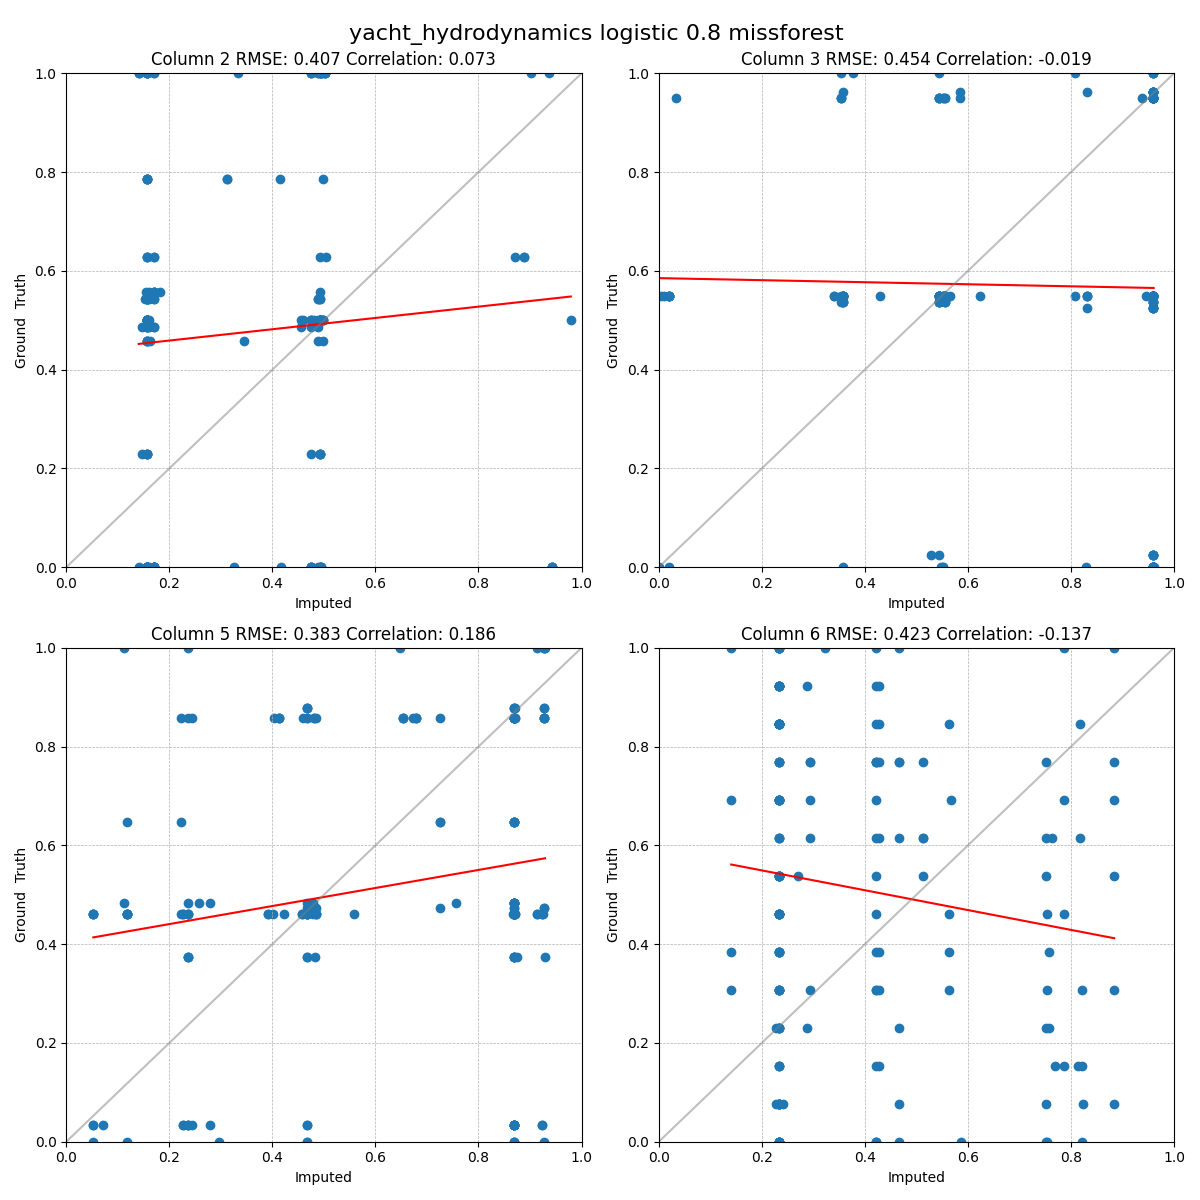 yacht_hydrodynamics logistic 0.8 missforest
Column 2 RMSE: 0.407 Correlation: 0.073
Column 3 RMSE: 0.454 Correlation: -0.019
1.0
0.8
0.6
0.4
0.2
0.0
Ground Truth
0.0 0.2 0.4 0.6 0.8 1.0
Imputed
1.0
0.8
0.6
0.4
0.2
0.0
Ground Truth
0.0 0.2 0.4 0.6 0.8 1.0
Imputed
Column 5 RMSE: 0.383 Correlation: 0.186
Column 6 RMSE: 0.423 Correlation: -0.137
1.0
0.8
0.6
0.4
0.2
0.0
Ground Truth
0.0 0.2 0.4 0.6 0.8 1.0
Imputed
1.0
0.8
0.6
0.4
0.2
0.0
Ground Truth
0.0 0.2 0.4 0.6 0.8 1.0
Imputed